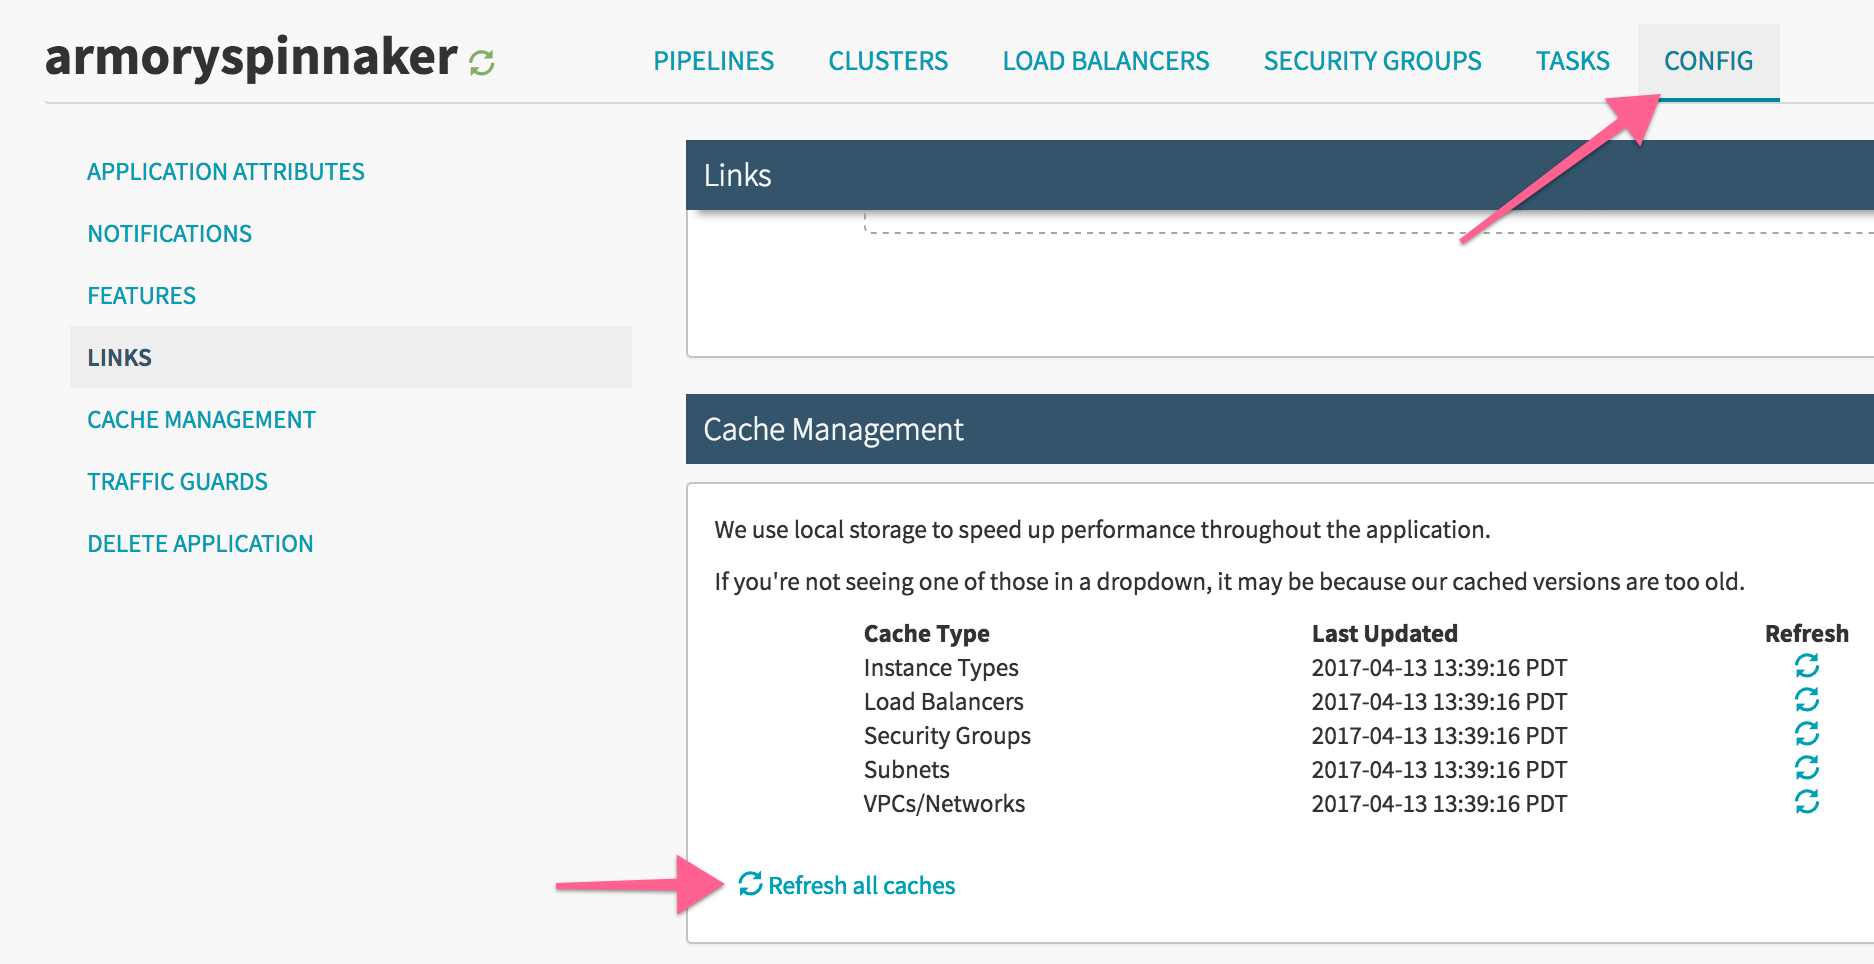 armoryspinnaker
PIPELINES CLUSTERS LOAD BALANCERS SECURITY GROUPS TASKS CONFIG
APPLICATION ATTRIBUTES
NOTIFICATIONS
FEATURES
LINKS
CACHE MANAGEMENT
TRAFFIC GUARDS
DELETE APPLICATION
Links
Cache Management
We use local storage to speed up performance throughout the application.
If you're not seeing one of those in a dropdown, it may be because our cached versions are too old.
Cache Type Last Updated Refresh
Instance Types 2017-04-13 13:39:16 PDT
Load Balancers 2017-04-13 13:39:16 PDT
Security Groups 2017-04-13 13:39:16 PDT
Subnets 2017-04-13 13:39:16 PDT
VPCs/Networks 2017-04-13 13:39:16 PDT
Refresh all caches